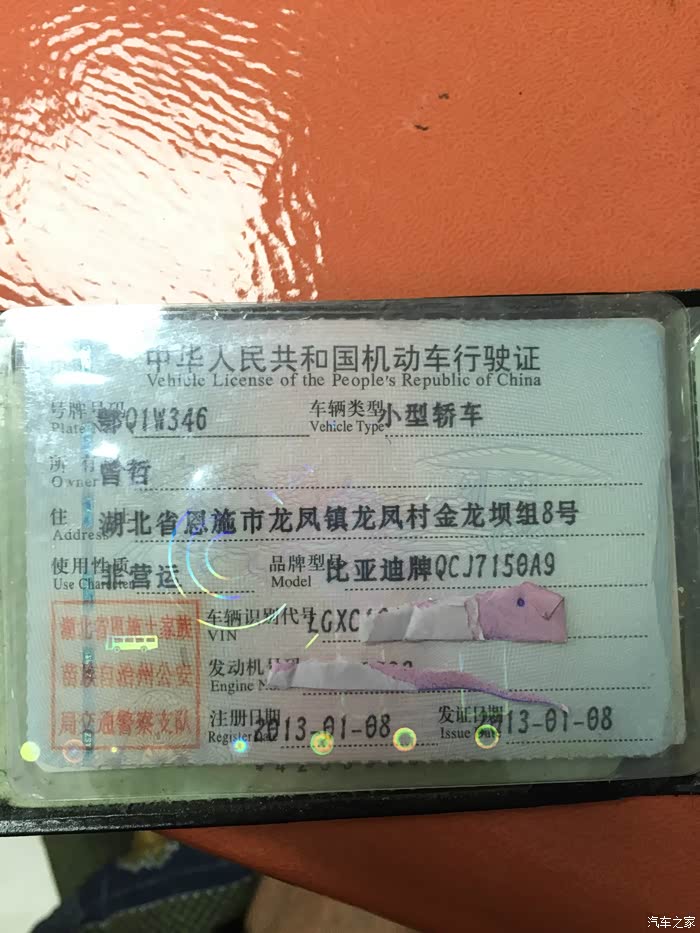 中华人民共和国机动车行驶证
Vehicle License of the People's Republic of China
号牌号码 鄂Q1W346 车辆类型 小型轿车
Plate No. Vehicle Type
所有人 曾哲
Owner
住址 湖北省恩施市龙凤镇龙凤村金龙坝组8号
Address
使用性质 非营运 品牌型号 比亚迪牌QCJ7150A9
Use Character Model
湖北省恩施土家族
苗族自治州公安
局交通警察支队
车辆识别代号 LGXC
VIN
发动机号码
Engine No.
注册日期 2013-01-08 发证日期 2013-01-08
Register Date Issue Date
汽车之家